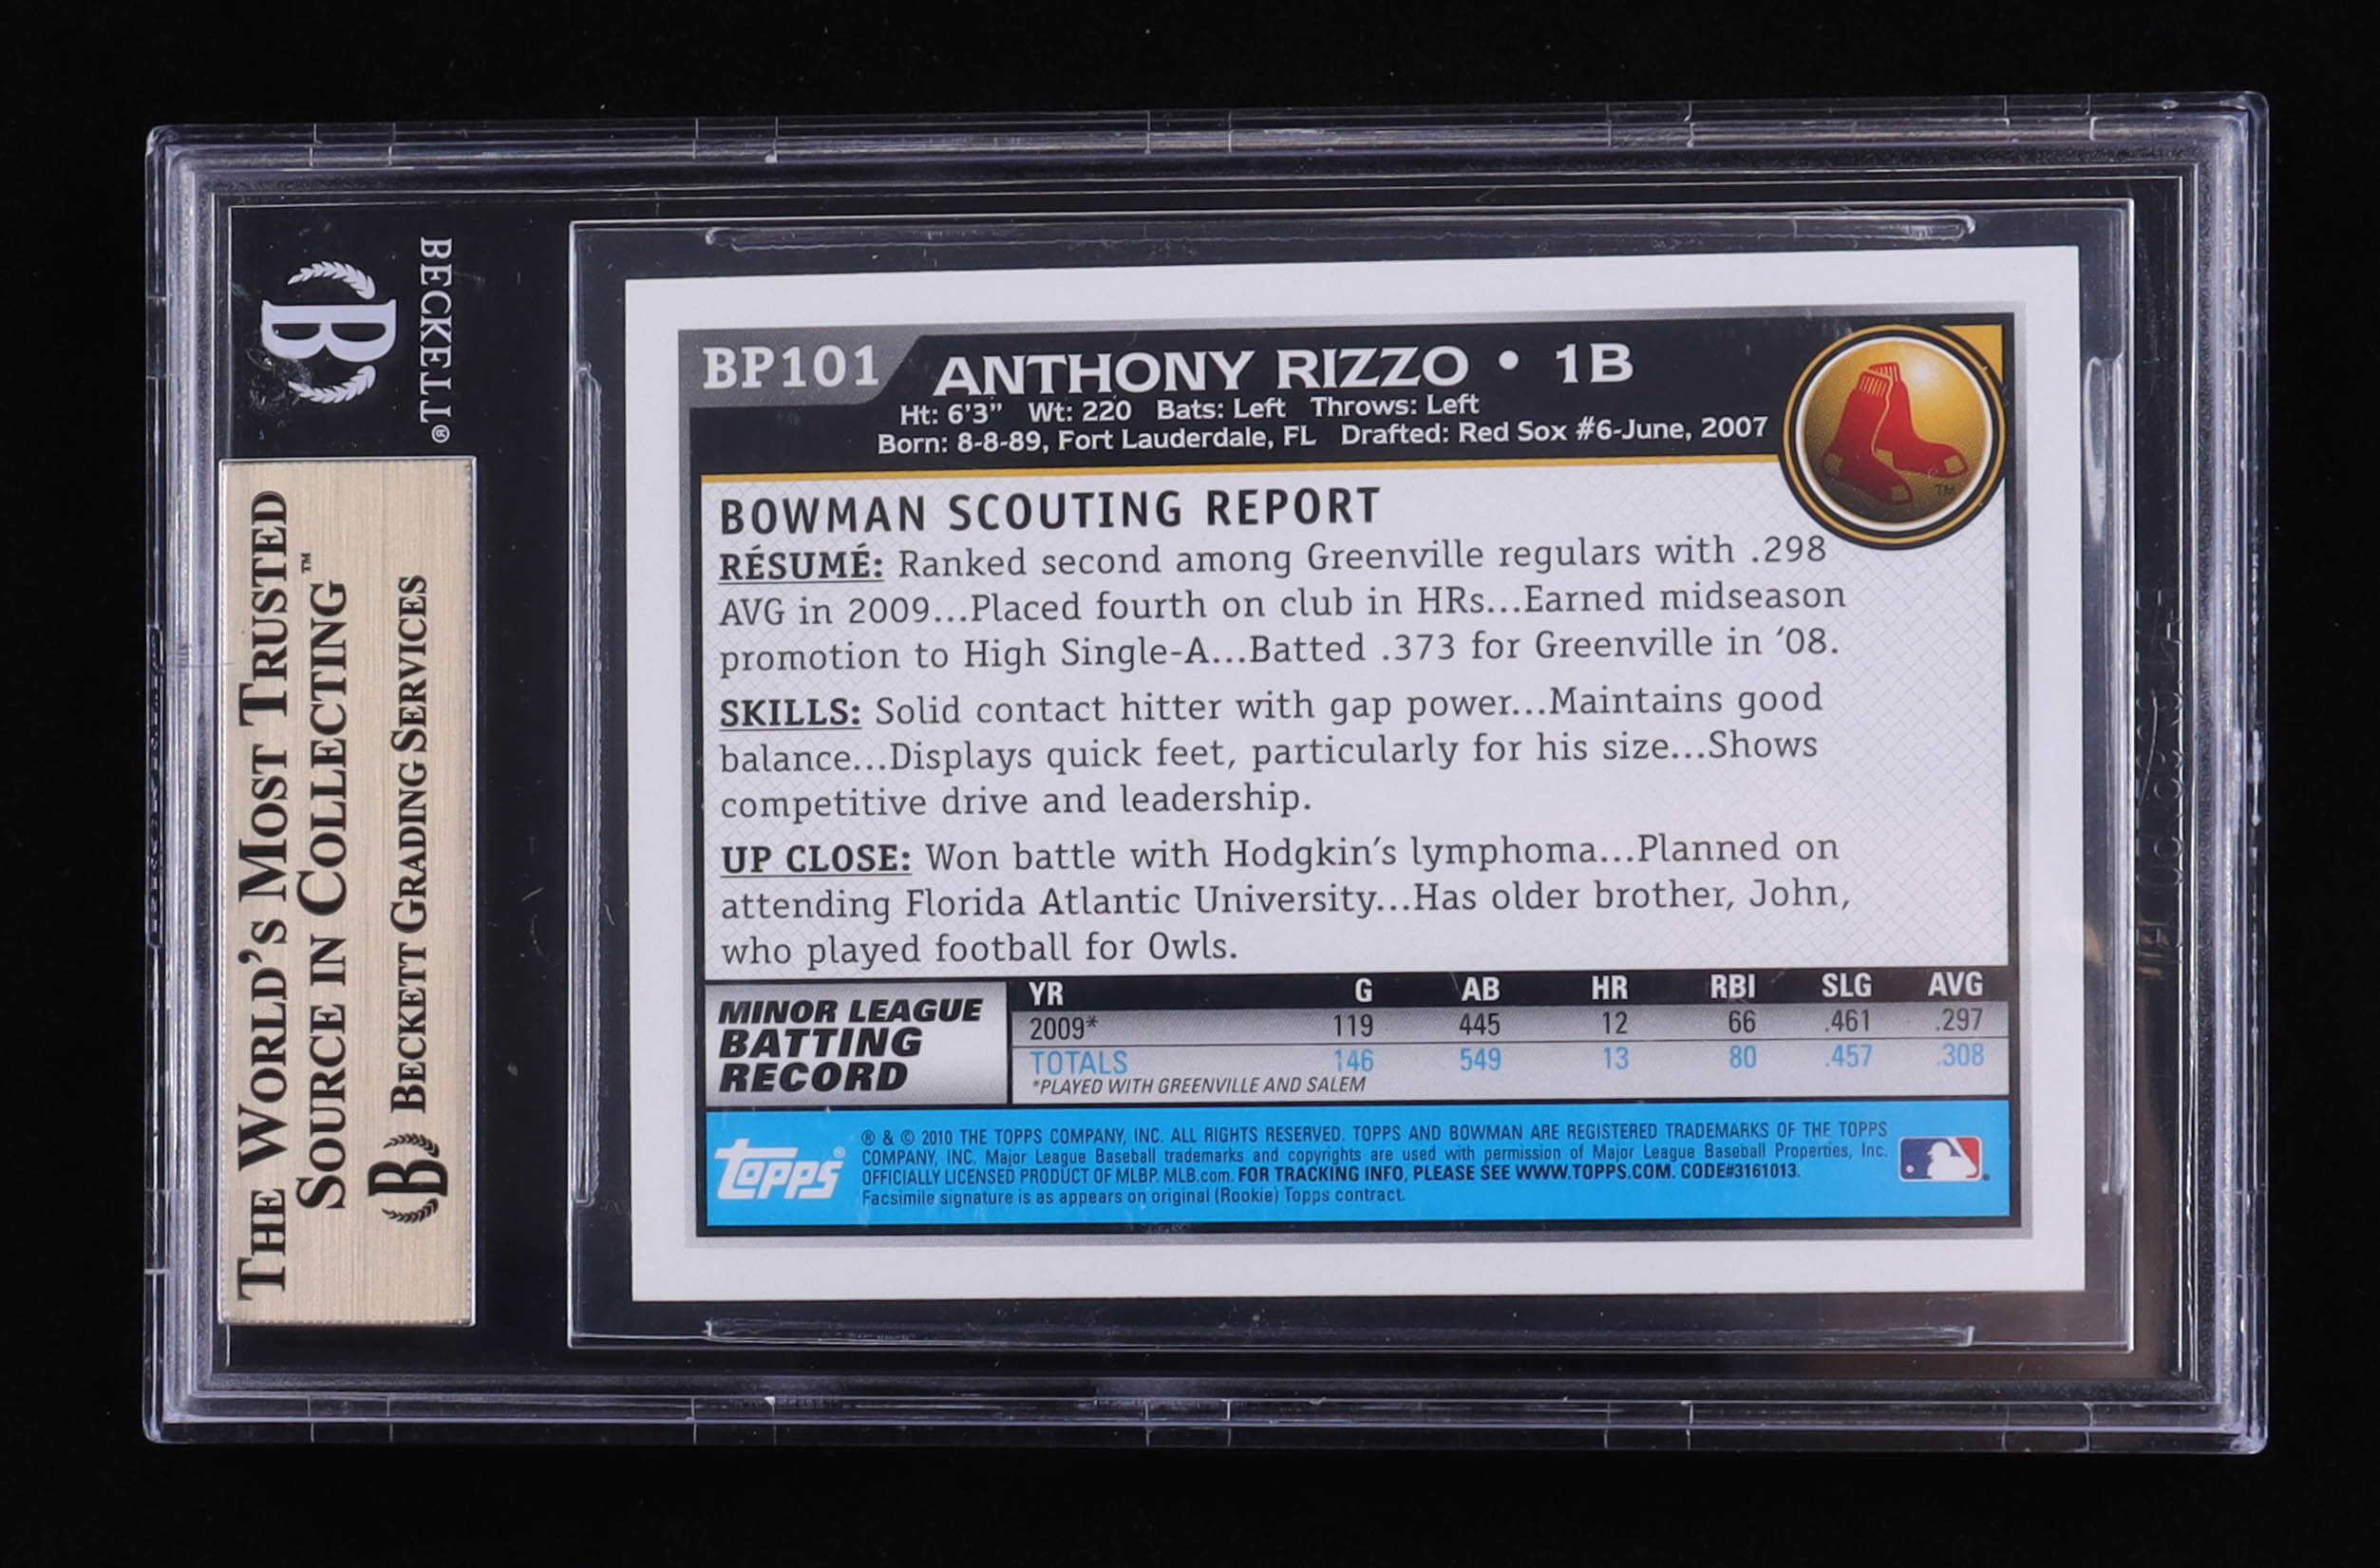 BECKETT®
THE WORLD'S MOST TRUSTED
SOURCE IN COLLECTING™
BECKETT GRADING SERVICES
BP101 ANTHONY RIZZO • 1B
Ht: 6'3" Wt: 220 Bats: Left Throws: Left
Born: 8-8-89, Fort Lauderdale, FL Drafted: Red Sox #6-June, 2007
TM
BOWMAN SCOUTING REPORT
RÉSUMÉ: Ranked second among Greenville regulars with .298
AVG in 2009...Placed fourth on club in HRs...Earned midseason
promotion to High Single-A...Batted .373 for Greenville in '08.
SKILLS: Solid contact hitter with gap power...Maintains good
balance...Displays quick feet, particularly for his size...Shows
competitive drive and leadership.
UP CLOSE: Won battle with Hodgkin's lymphoma...Planned on
attending Florida Atlantic University...Has older brother, John,
who played football for Owls.
MINOR LEAGUE
BATTING
RECORD
YR G AB HR RBI SLG AVG
2009* 119 445 12 66 .461 .297
TOTALS 146 549 13 80 .457 .308
*PLAYED WITH GREENVILLE AND SALEM
topps®
® & © 2010 THE TOPPS COMPANY, INC. ALL RIGHTS RESERVED. TOPPS AND BOWMAN ARE REGISTERED TRADEMARKS OF THE TOPPS
COMPANY, INC. Major League Baseball trademarks and copyrights are used with permission of Major League Baseball Properties, Inc.
OFFICIALLY LICENSED PRODUCT OF MLBP. MLB.com. FOR TRACKING INFO, PLEASE SEE WWW.TOPPS.COM. CODE#3161013.
Facsimile signature is as appears on original (Rookie) Topps contract.